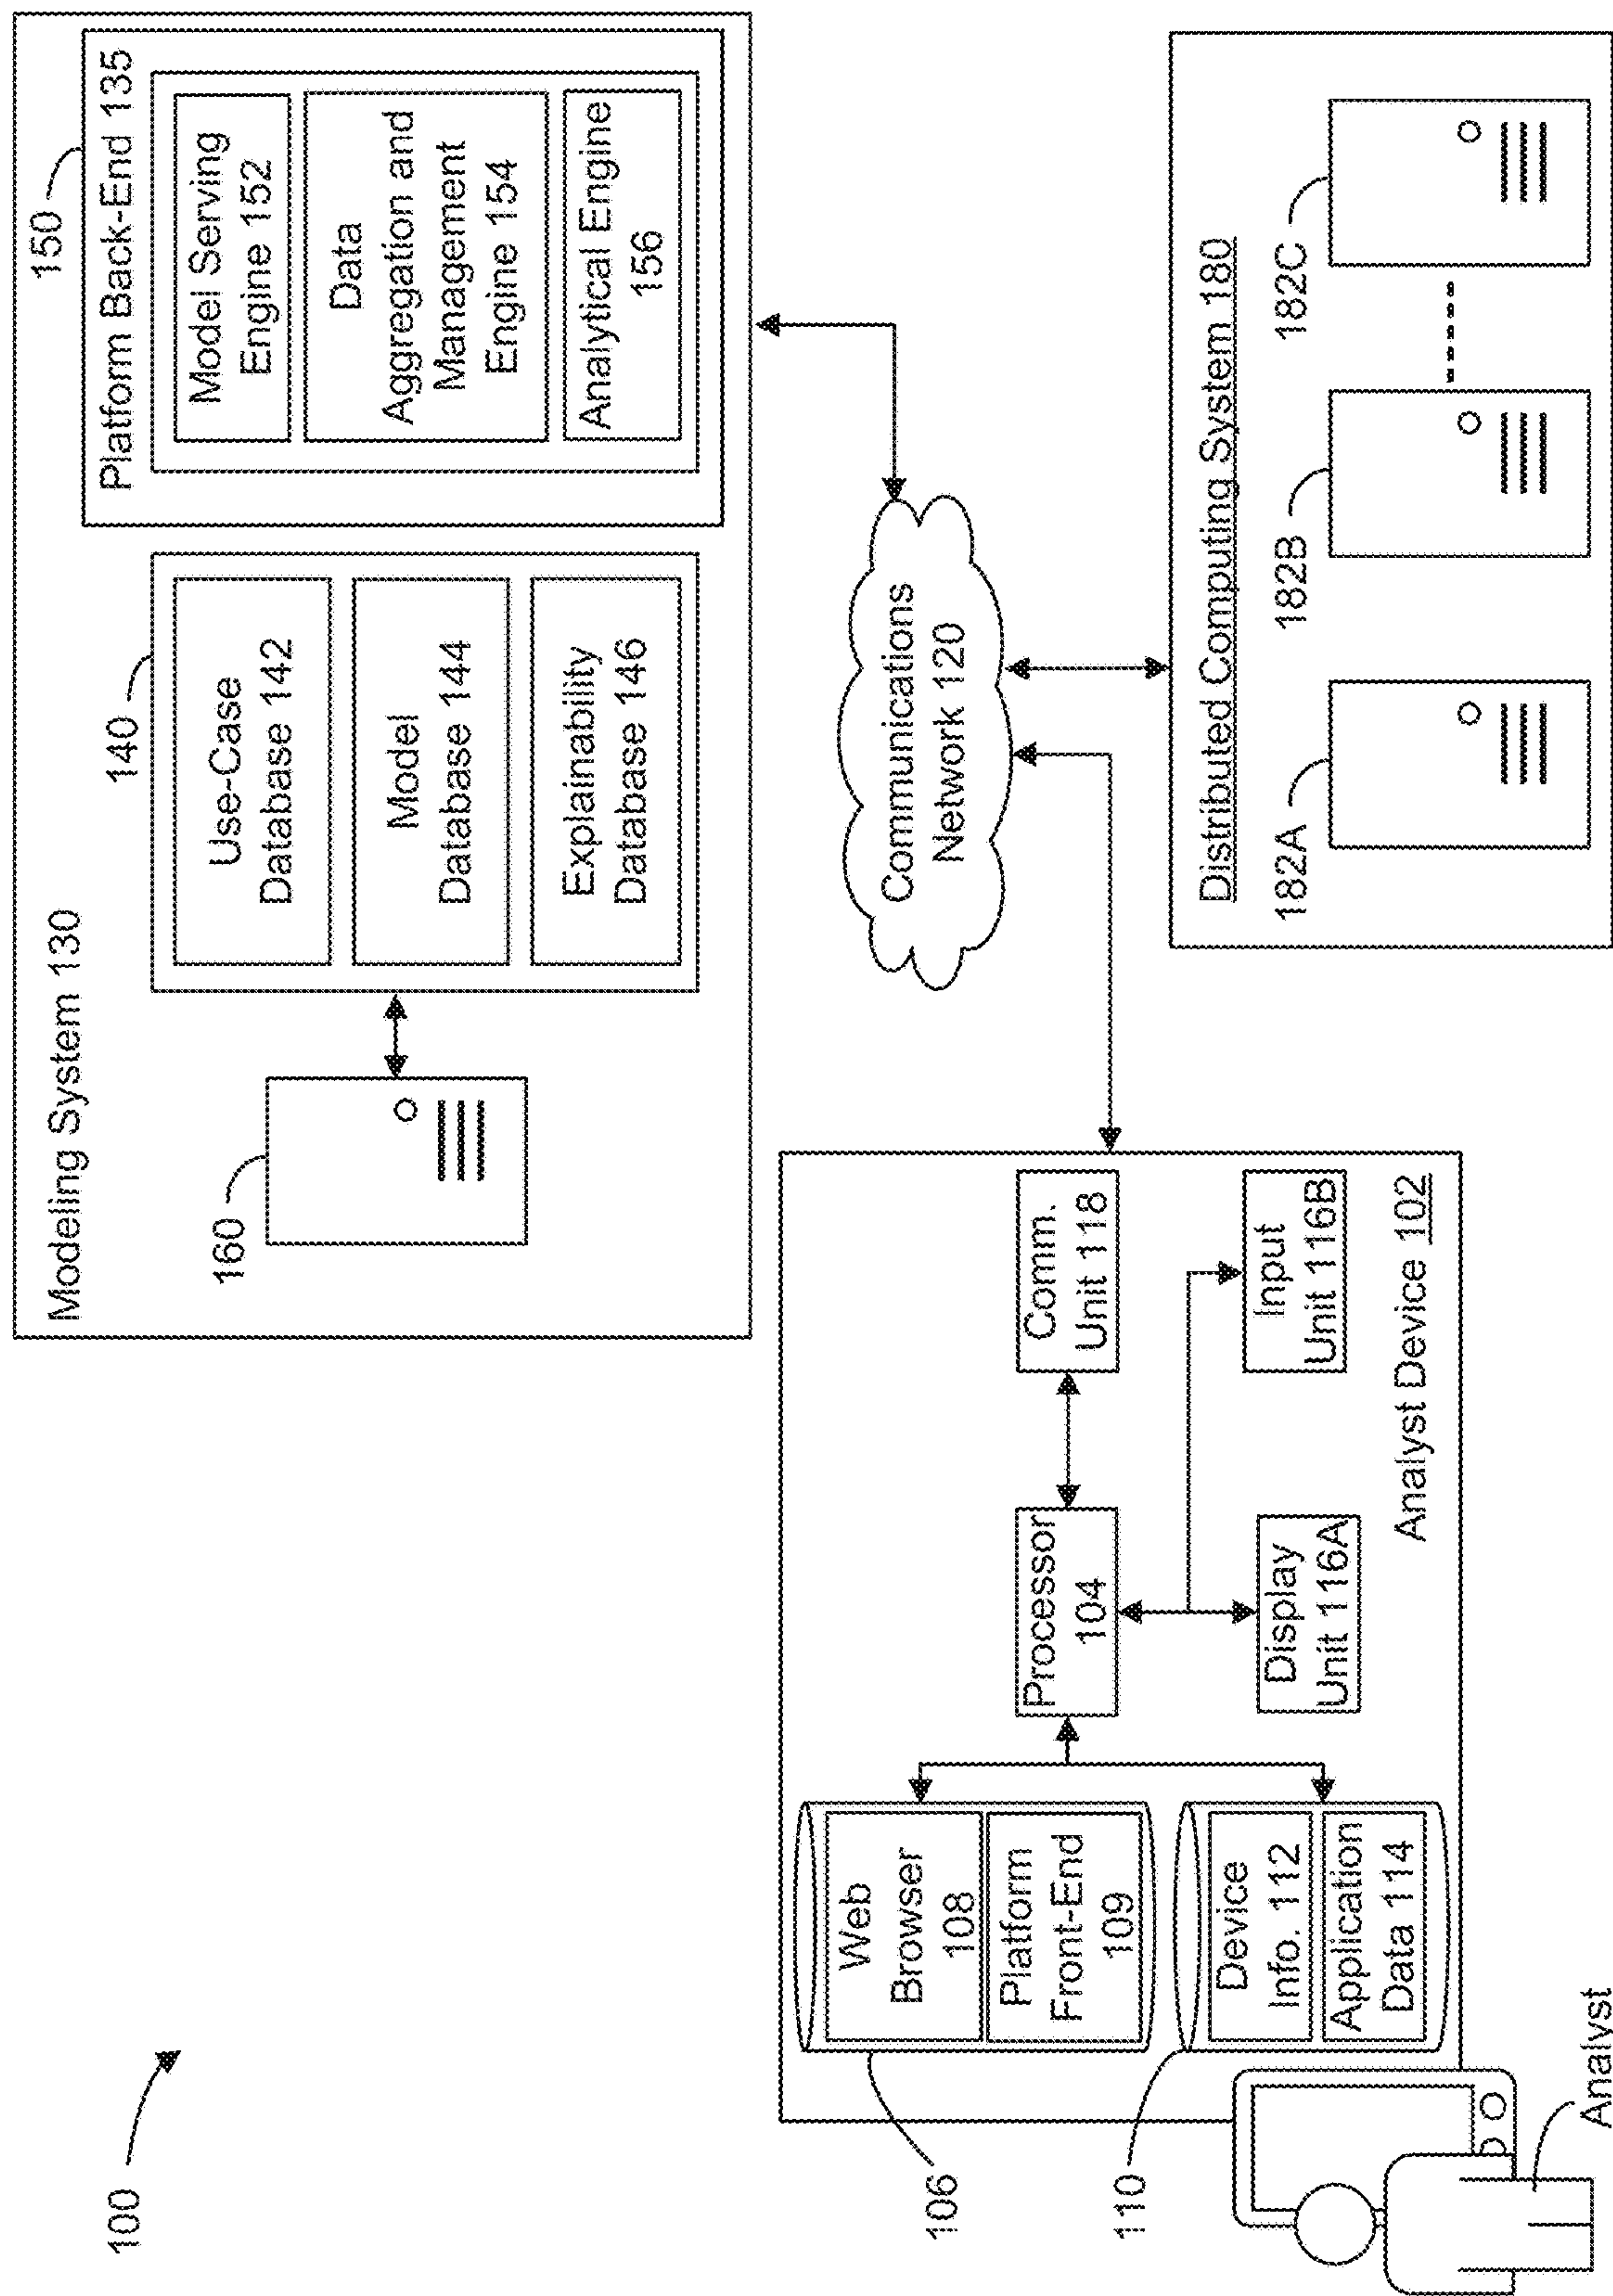 100
Modeling System 130
160
140
Use-Case
Database 142
Model
Database 144
Explainability
Database 146
150
Platform Back-End 135
Model Serving
Engine 152
Data
Aggregation and
Management
Engine 154
Analytical Engine
156
Communications
Network 120
106
Web
Browser
108
Platform
Front-End
109
110
Device
Info. 112
Application
Data 114
Processor
104
Comm.
Unit 118
Display
Unit 116A
Input
Unit 116B
Analyst Device 102
Analyst
Distributed Computing System 180
182A
182B
182C